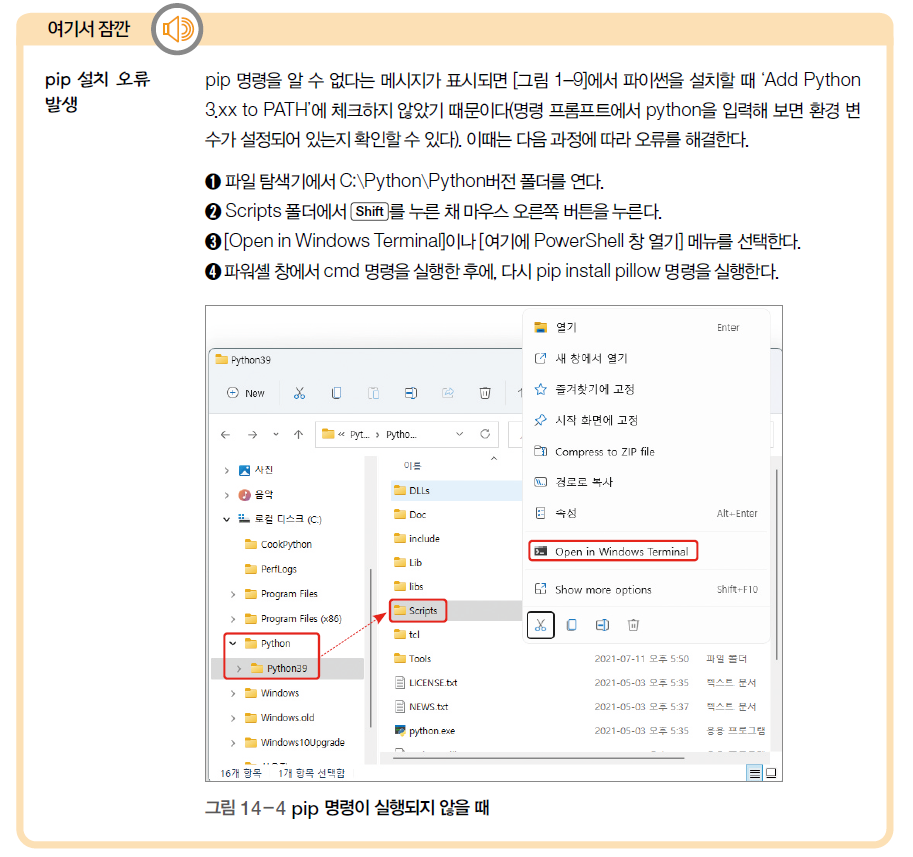 여기서 잠깐
pip 설치 오류
발생
pip 명령을 알 수 없다는 메시지가 표시되면 [그림 1-9]에서 파이썬을 설치할 때 'Add Python
3.xx to PATH'에 체크하지 않았기 때문이다(명령 프롬프트에서 python을 입력해 보면 환경 변
수가 설정되어 있는지 확인할 수 있다). 이때는 다음 과정에 따라 오류를 해결한다.
❶ 파일 탐색기에서 C:\Python\Python버전 폴더를 연다.
❷ Scripts 폴더에서 Shift를 누른 채 마우스 오른쪽 버튼을 누른다.
❸ [Open in Windows Terminal]이나 [여기에 PowerShell 창 열기] 메뉴를 선택한다.
❹ 파워셸 창에서 cmd 명령을 실행한 후에, 다시 pip install pillow 명령을 실행한다.
Python39
New
« Pyt... › Pytho...
사진
음악
로컬 디스크 (C:)
CookPython
PerfLogs
Program Files
Program Files (x86)
Python
Python39
Windows
Windows.old
Windows10Upgrade
이름
DLLs
Doc
include
Lib
libs
Scripts
tcl
Tools 2021-07-11 오후 5:50 파일 폴더
LICENSE.txt 2021-05-03 오후 5:35 텍스트 문서
NEWS.txt 2021-05-03 오후 5:37 텍스트 문서
python.exe 2021-05-03 오후 5:35 응용 프로그램
열기 Enter
새 창에서 열기
즐겨찾기에 고정
시작 화면에 고정
Compress to ZIP file
경로로 복사
속성 Alt+Enter
Open in Windows Terminal
Show more options Shift+F10
16개 항목 1개 항목 선택함
그림 14-4 pip 명령이 실행되지 않을 때